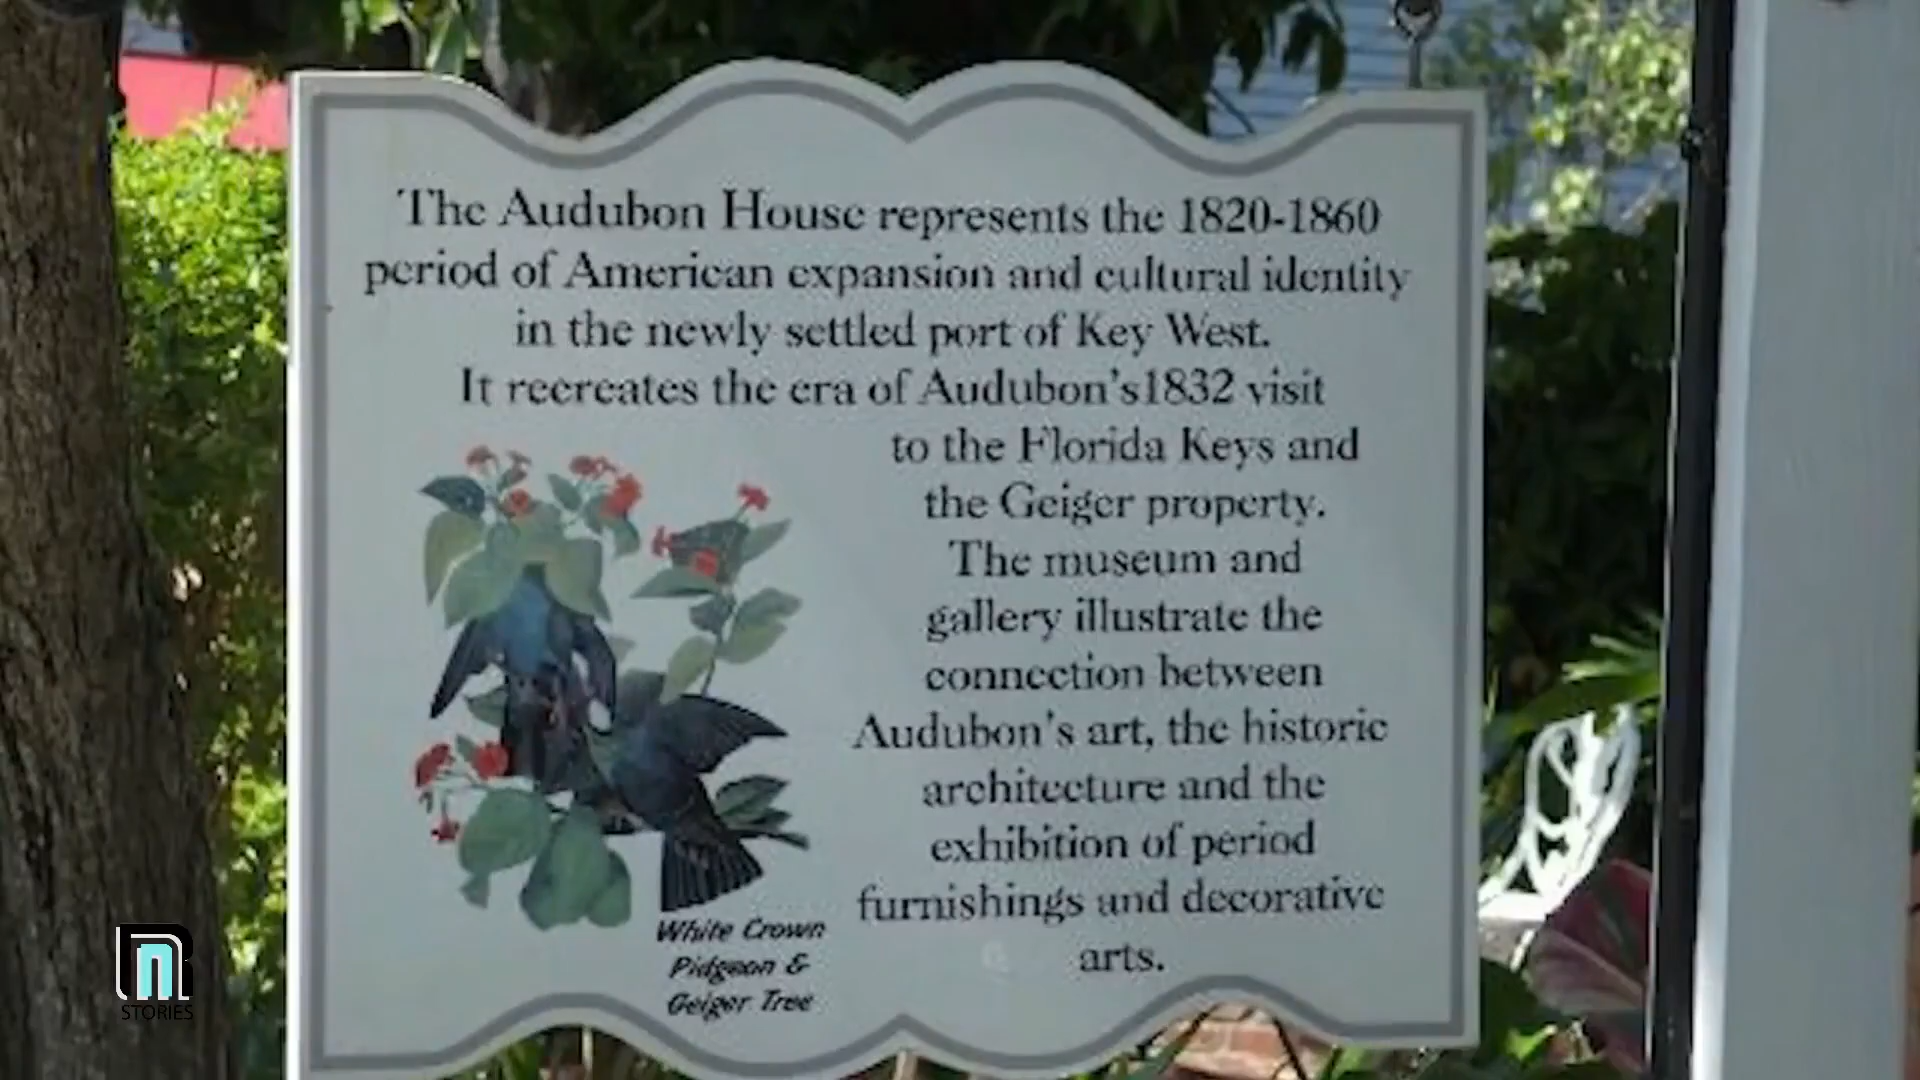 The Audubon House represents the 1820-1860
period of American expansion and cultural identity
in the newly settled port of Key West.
It recreates the era of Audubon's1832 visit
to the Florida Keys and
the Geiger property.
The museum and
gallery illustrate the
connection between
Audubon's art, the historic
architecture and the
exhibition of period
furnishings and decorative
arts.
White Crown
Pidgeon &
Geiger Tree
STORIES